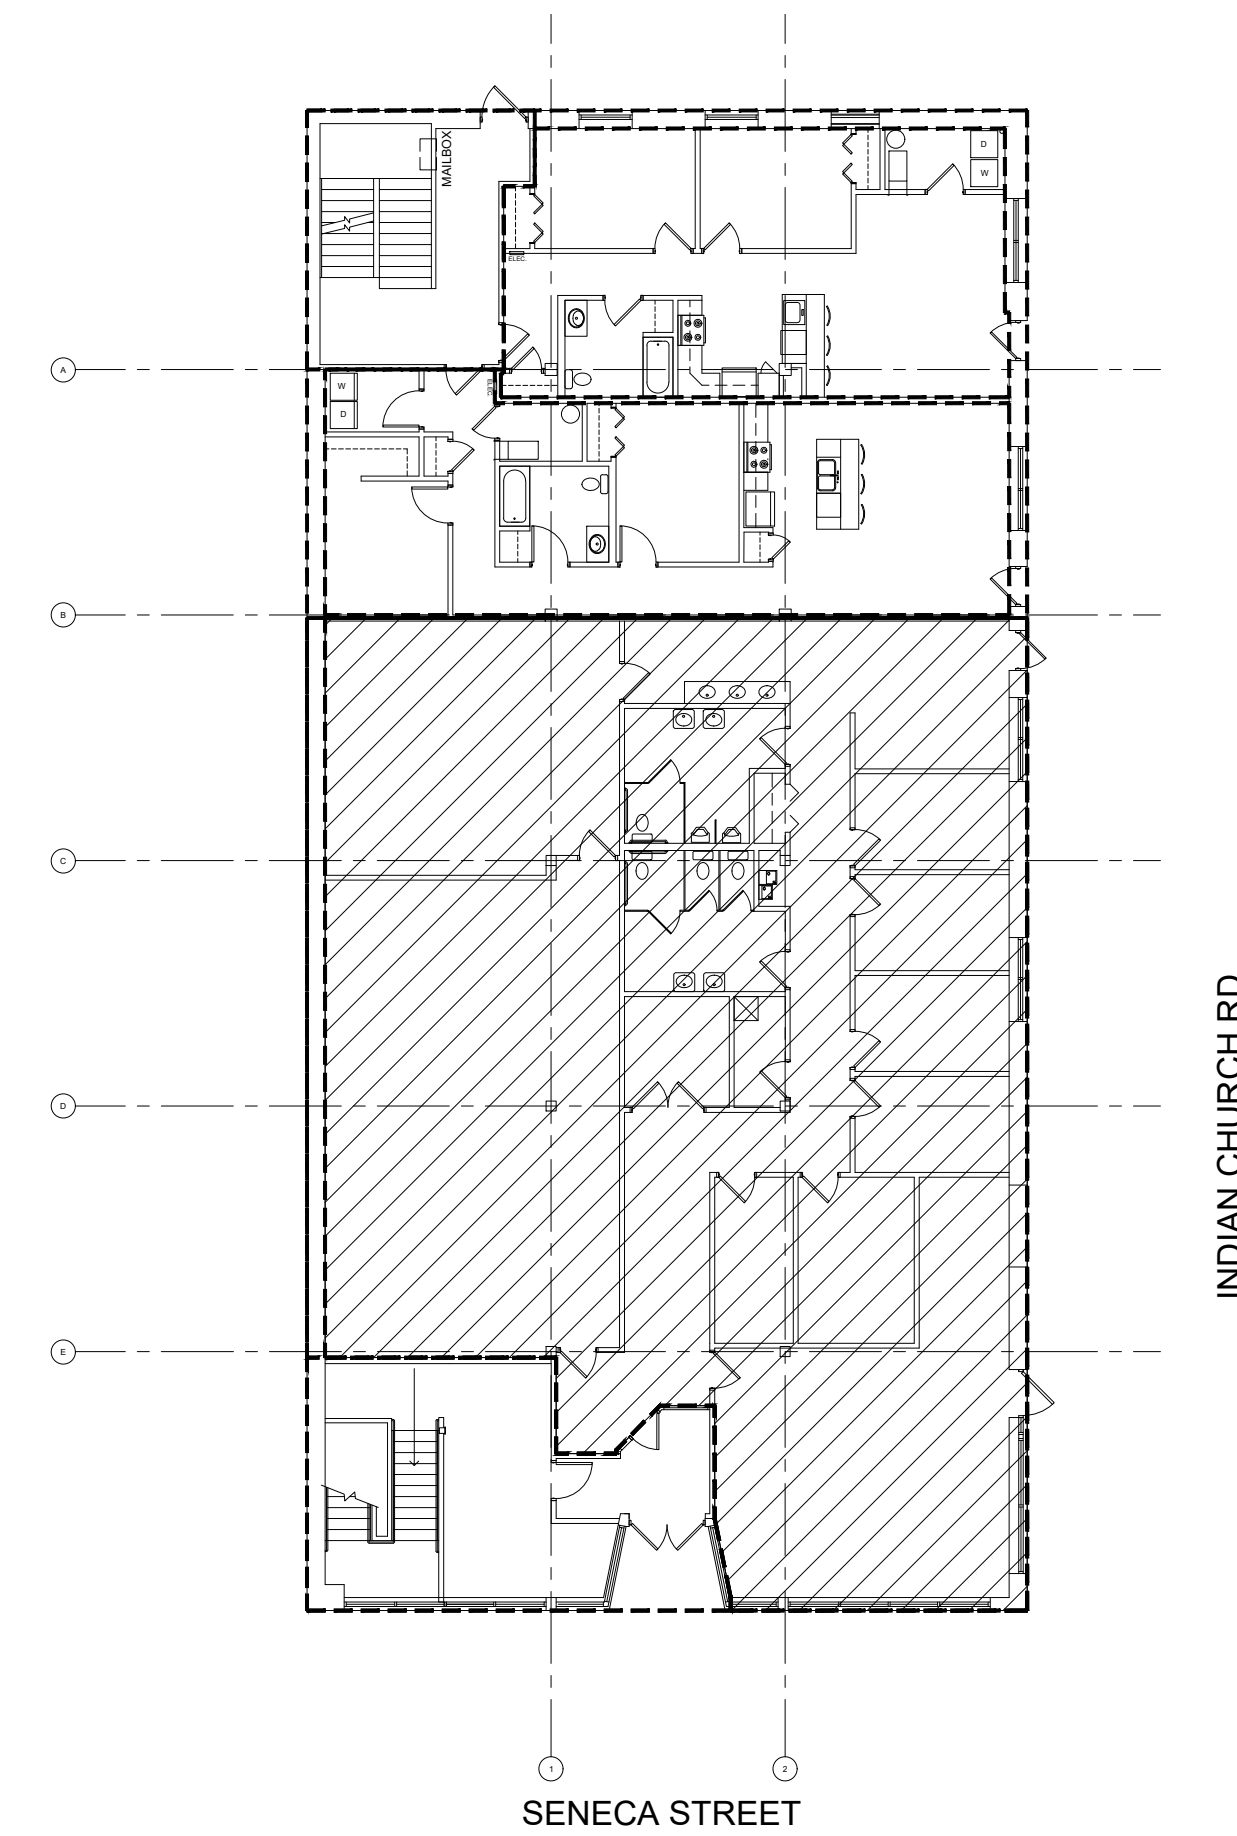 MAILBOX
D
W
ELEC.
A
W
D
ELEC.
B
C
INDIAN CHURCH RD
D
E
1
2
SENECA STREET